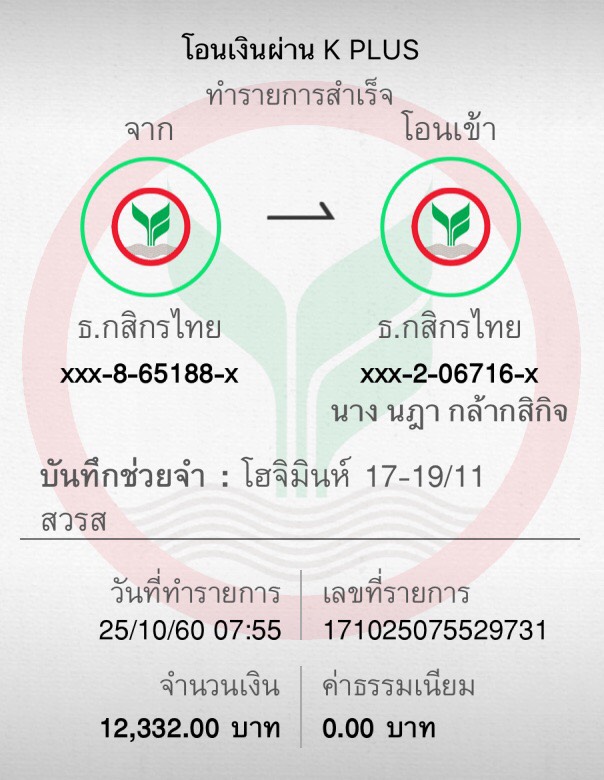 โอนเงินผ่าน K PLUS
ทำรายการสำเร็จ
จาก
โอนเข้า
ธ.กสิกรไทย
ธ.กสิกรไทย
xxx-8-65188-x
xxx-2-06716-x
นาง นฎา กล้ากสิกิจ
บันทึกช่วยจำ : โฮจิมินห์ 17-19/11
สวรส
วันที่ทำรายการ
เลขที่รายการ
25/10/60 07:55
171025075529731
จำนวนเงิน
ค่าธรรมเนียม
12,332.00 บาท
0.00 บาท